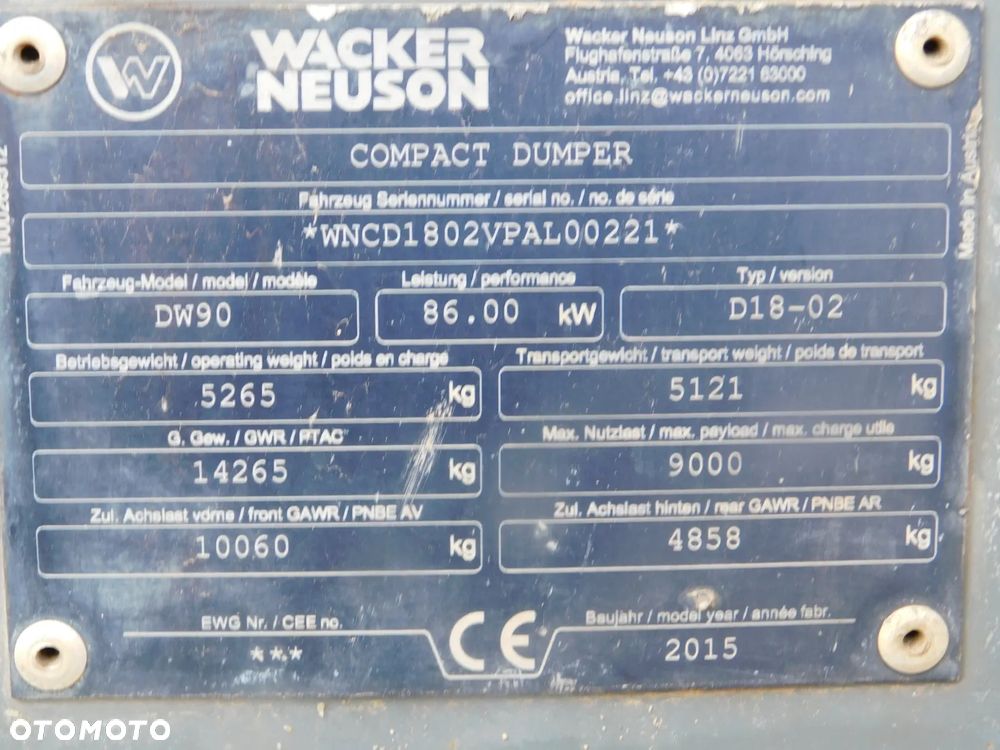 WACKER
NEUSON
Wacker Neuson Linz GmbH
Flughafenstraße 7, 4063 Hörsching
Austria, Tel. +43 (0)7221 63000
office.linz@wackerneuson.com
COMPACT DUMPER
Made in Austria
Fahrzeug Seriennummer / serial no. / no. de série
*WNCD1802VPAL00221*
Fahrzeug-Model / model / modèle Leistung / performance Typ / version
DW90 86.00 kW D18-02
Betriebsgewicht / operating weight / poids en charge Transportgewicht / transport weight / poids de transport
5265 kg 5121 kg
G. Gew. / GWR / PTAC Max. Nutzlast / max. payload / max. charge utile
14265 kg 9000 kg
Zul. Achslast vorne / front GAWR / PNBE AV Zul. Achslast hinten / rear GAWR / PNBE AR
10060 kg 4858 kg
EWG Nr. / CEE no. CE Baujahr / model year / année fabr.
*** 2015
OTOMOTO